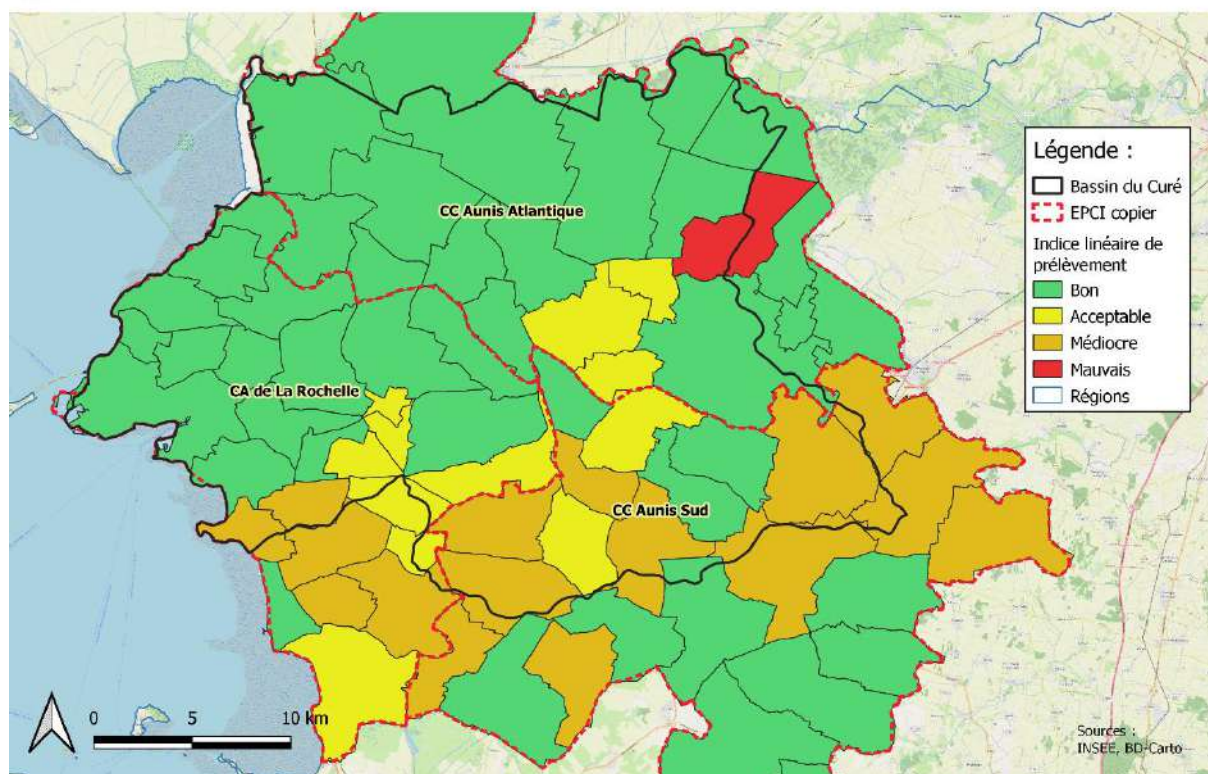 CC Aunis Atlantique
CA de La Rochelle
CC Aunis Sud
Légende :
Bassin du Curé
EPCI copier
Indice linéaire de
prélèvement
Bon
Acceptable
Médiocre
Mauvais
Régions
0 5 10 km
Sources :
INSEE, BD-Carto